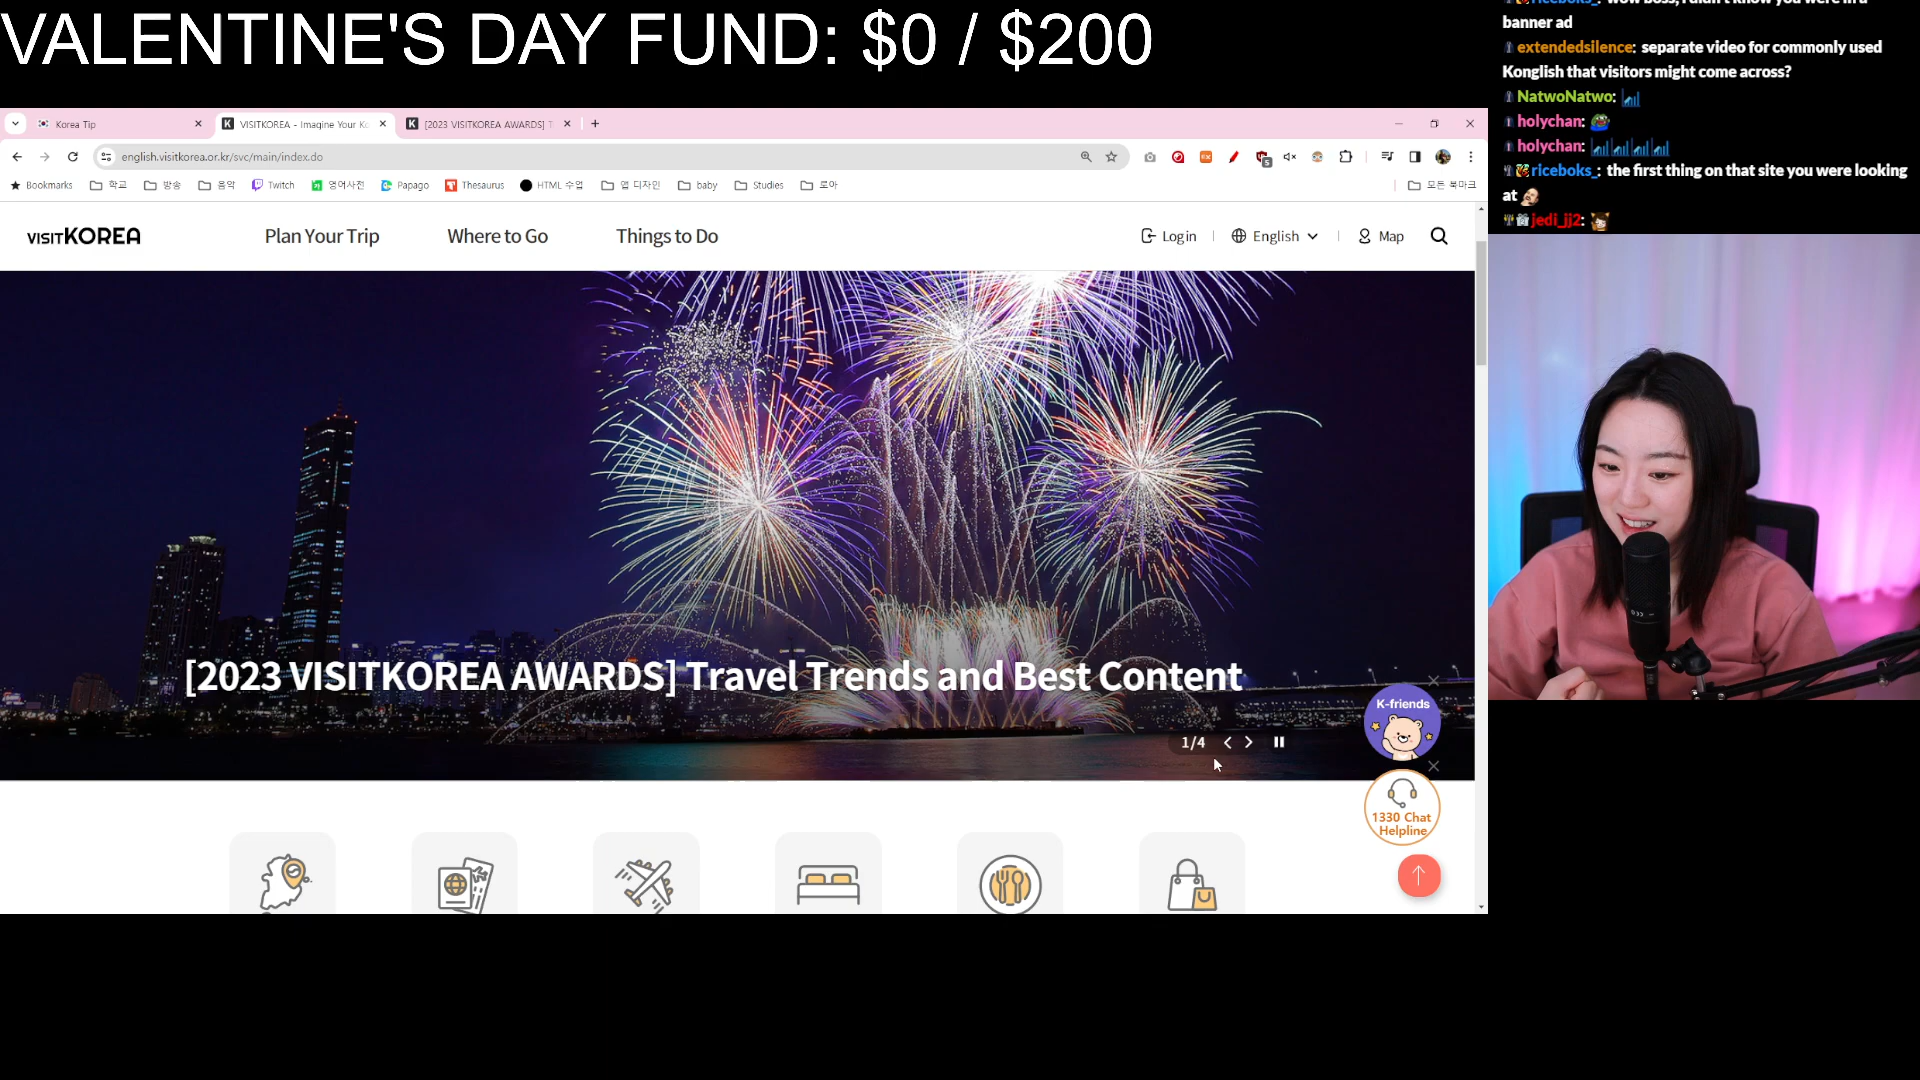 VALENTINE'S DAY FUND: $0 / $200
banner ad
extendedsilence: separate video for commonly used
Konglish that visitors might come across?
NatwoNatwo:
holychan:
holychan:
riceboks_: the first thing on that site you were looking
at
jedi_jj2:
Korea Tip
VISITKOREA - Imagine Your Ko
[2023 VISITKOREA AWARDS] T
english.visitkorea.or.kr/svc/main/index.do
Bookmarks 학교 방송 음악 Twitch 영어사전 Papago Thesaurus HTML 수업 앱 디자인 baby Studies 로아 모든 북마크
VISITKOREA Plan Your Trip Where to Go Things to Do Login English Map
[2023 VISITKOREA AWARDS] Travel Trends and Best Content
K-friends
1/4
1330 Chat
Helpline